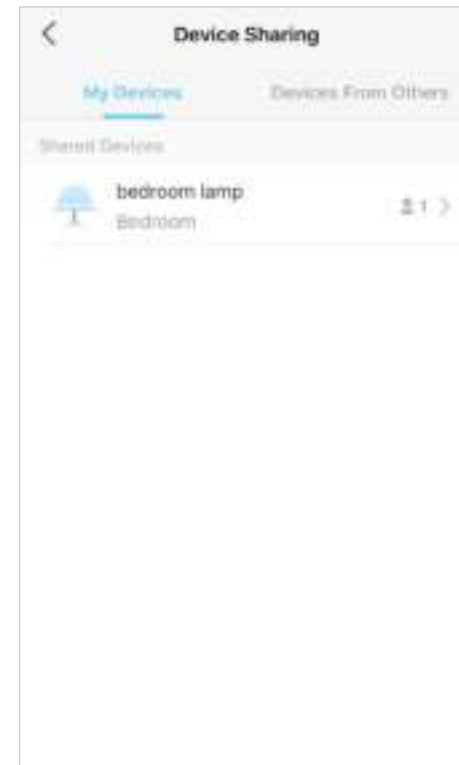 Device Sharing
My Devices Devices From Others
Shared Devices
bedroom lamp
Bedroom 1